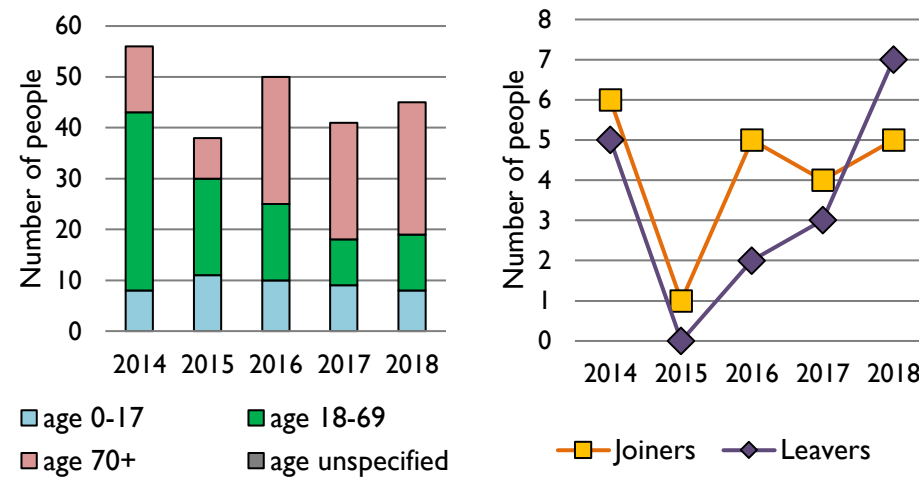 Number of people
60
50
40
30
20
10
0
2014 2015 2016 2017 2018
age 0-17 age 18-69
age 70+ age unspecified
Number of people
8
7
6
5
4
3
2
1
0
2014 2015 2016 2017 2018
Joiners Leavers